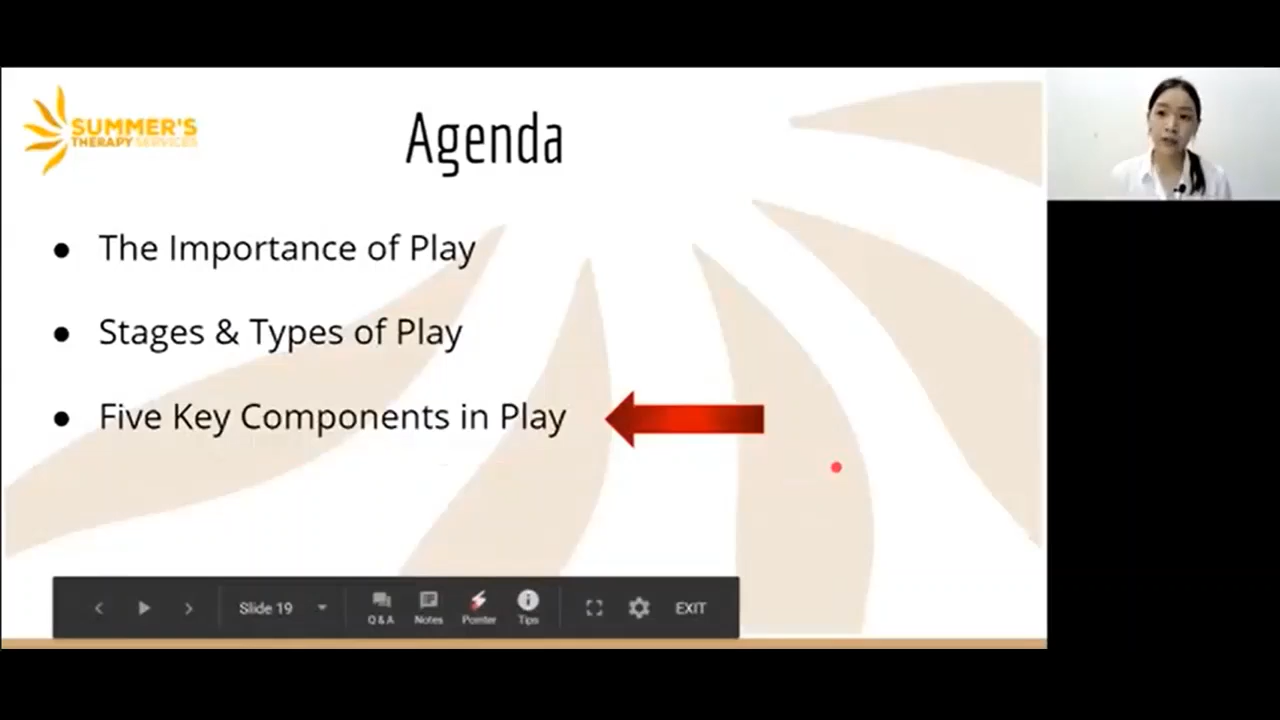 SUMMER'S
THERAPY SERVICES
Agenda
● The Importance of Play
● Stages & Types of Play
● Five Key Components in Play
Slide 19
Q & A
Notes
Pointer
Tips
EXIT